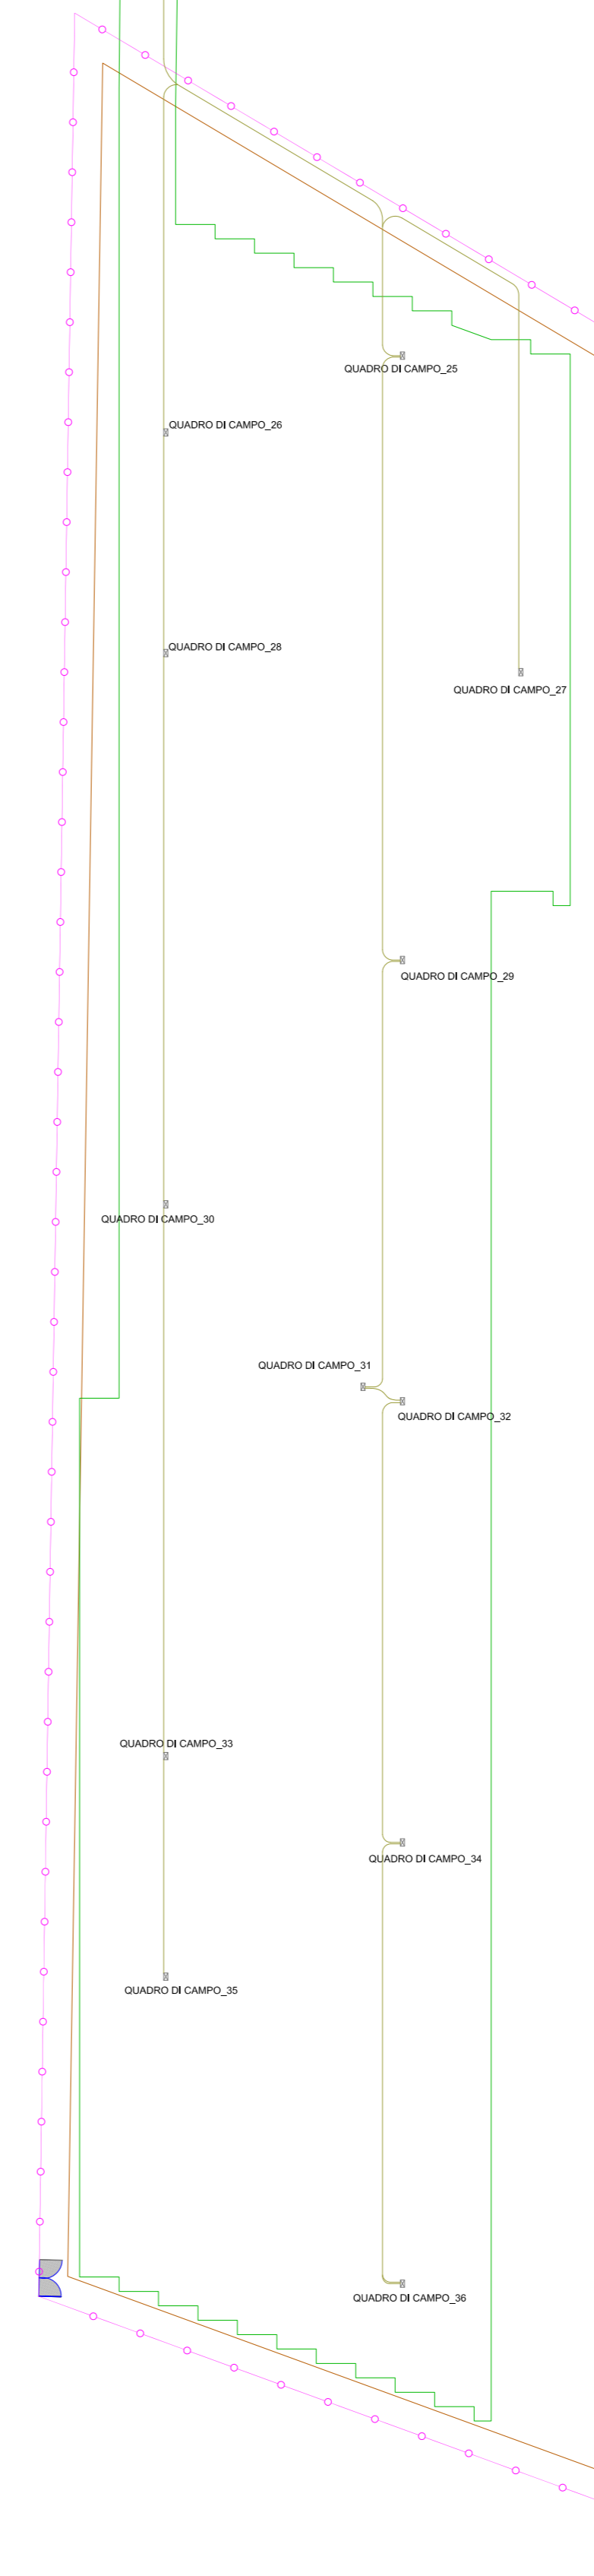 QUADRO DI CAMPO_25
QUADRO DI CAMPO_26
QUADRO DI CAMPO_28
QUADRO DI CAMPO_27
QUADRO DI CAMPO_29
QUADRO DI CAMPO_30
QUADRO DI CAMPO_31
QUADRO DI CAMPO_32
QUADRO DI CAMPO_33
QUADRO DI CAMPO_34
QUADRO DI CAMPO_35
QUADRO DI CAMPO_36